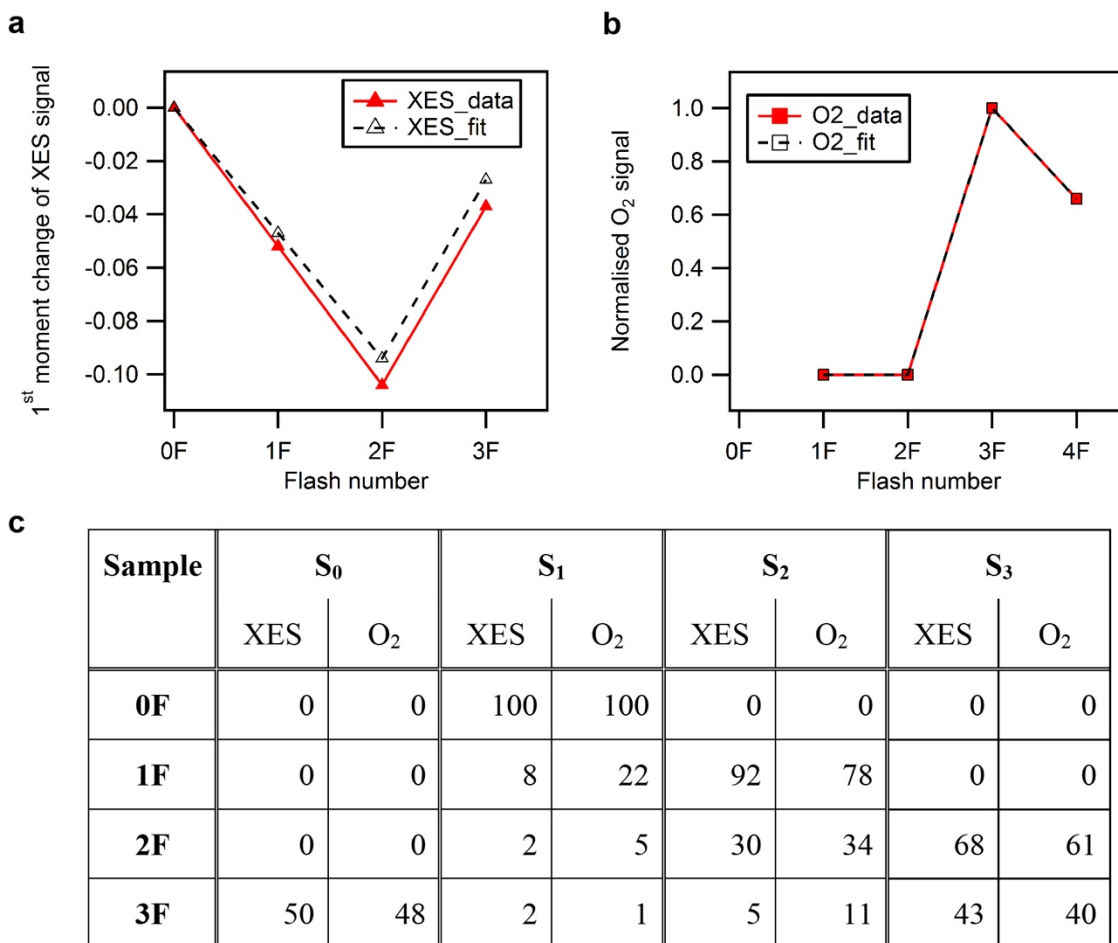 a
1st moment change of XES signal
0.00
-0.02
-0.04
-0.06
-0.08
-0.10
XES_data
XES_fit
0F 1F 2F 3F
Flash number
b
Normalised O2 signal
1.0
0.8
0.6
0.4
0.2
0.0
O2_data
O2_fit
0F 1F 2F 3F 4F
Flash number
c
Sample S0 S1 S2 S3
XES O2 XES O2 XES O2 XES O2
0F 0 0 100 100 0 0 0 0
1F 0 0 8 22 92 78 0 0
2F 0 0 2 5 30 34 68 61
3F 50 48 2 1 5 11 43 40